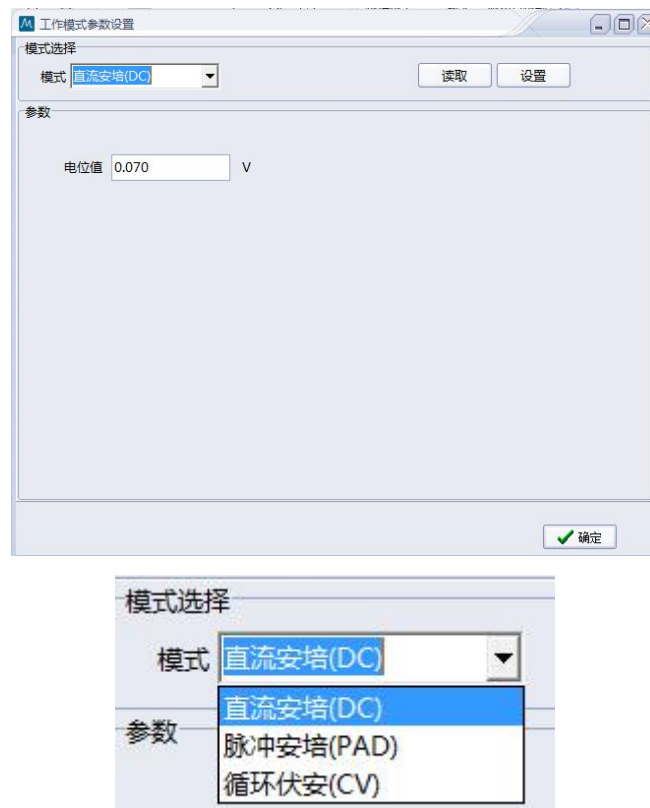 工作模式参数设置
模式选择
模式 直流安培(DC) 读取 设置
参数
电位值 0.070 V
确定
模式选择
模式 直流安培(DC)
直流安培(DC)
参数
脉冲安培(PAD)
循环伏安(CV)